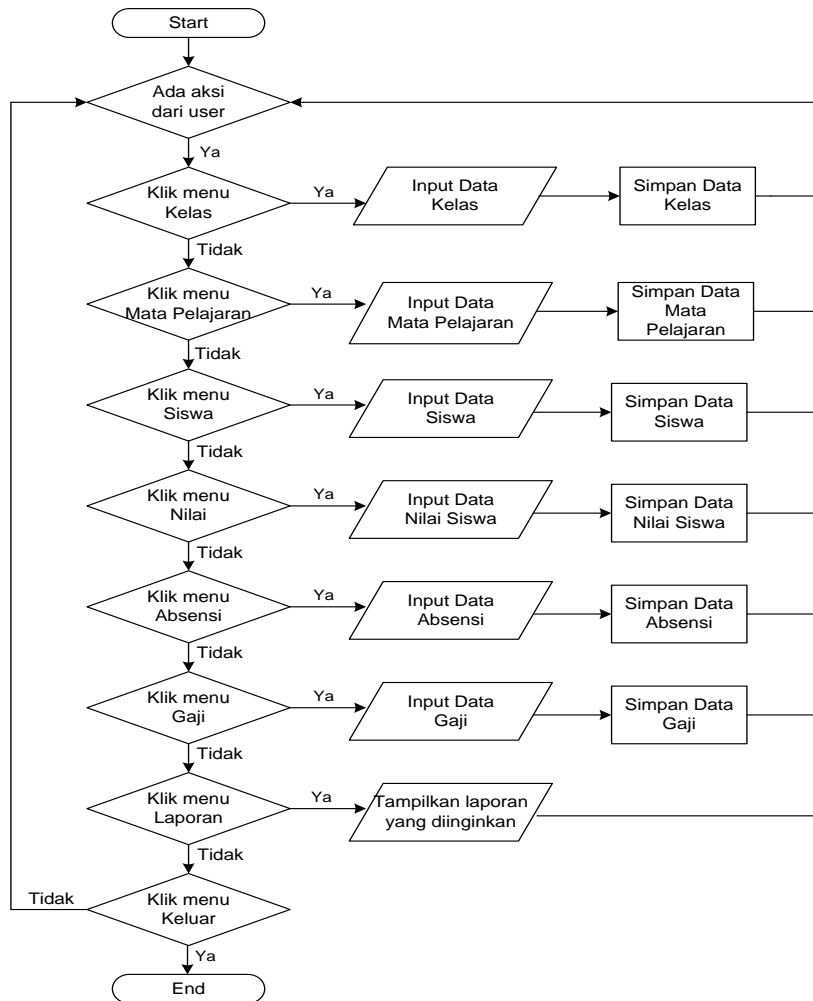 Start
Ada aksi
dari user
Ya
Klik menu
Kelas
Ya
Input Data
Kelas
Simpan Data
Kelas
Tidak
Klik menu
Mata Pelajaran
Ya
Input Data
Mata Pelajaran
Simpan Data
Mata
Pelajaran
Tidak
Klik menu
Siswa
Ya
Input Data
Siswa
Simpan Data
Siswa
Tidak
Klik menu
Nilai
Ya
Input Data
Nilai Siswa
Simpan Data
Nilai Siswa
Tidak
Klik menu
Absensi
Ya
Input Data
Absensi
Simpan Data
Absensi
Tidak
Klik menu
Gaji
Ya
Input Data
Gaji
Simpan Data
Gaji
Tidak
Klik menu
Laporan
Ya
Tampilkan laporan
yang diinginkan
Tidak
Tidak
Klik menu
Keluar
Ya
End